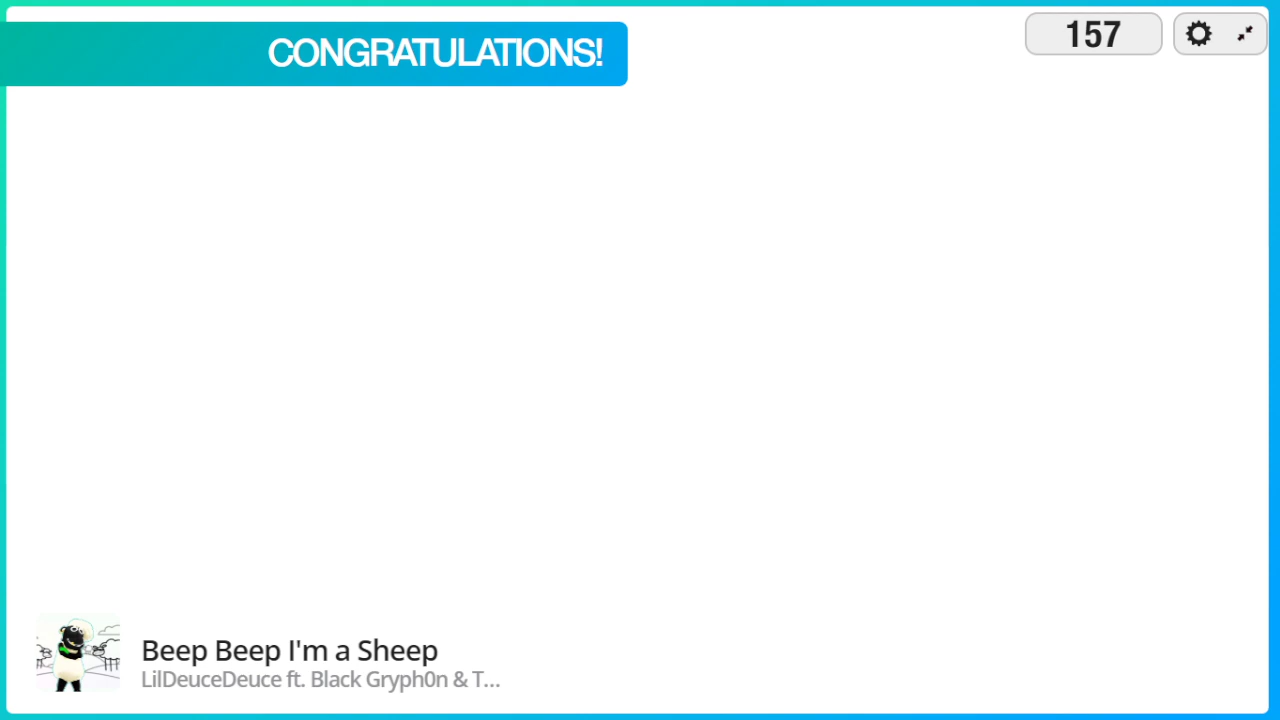 CONGRATULATIONS!
157
Beep Beep I'm a Sheep
LilDeuceDeuce ft. Black Gryph0n & T...